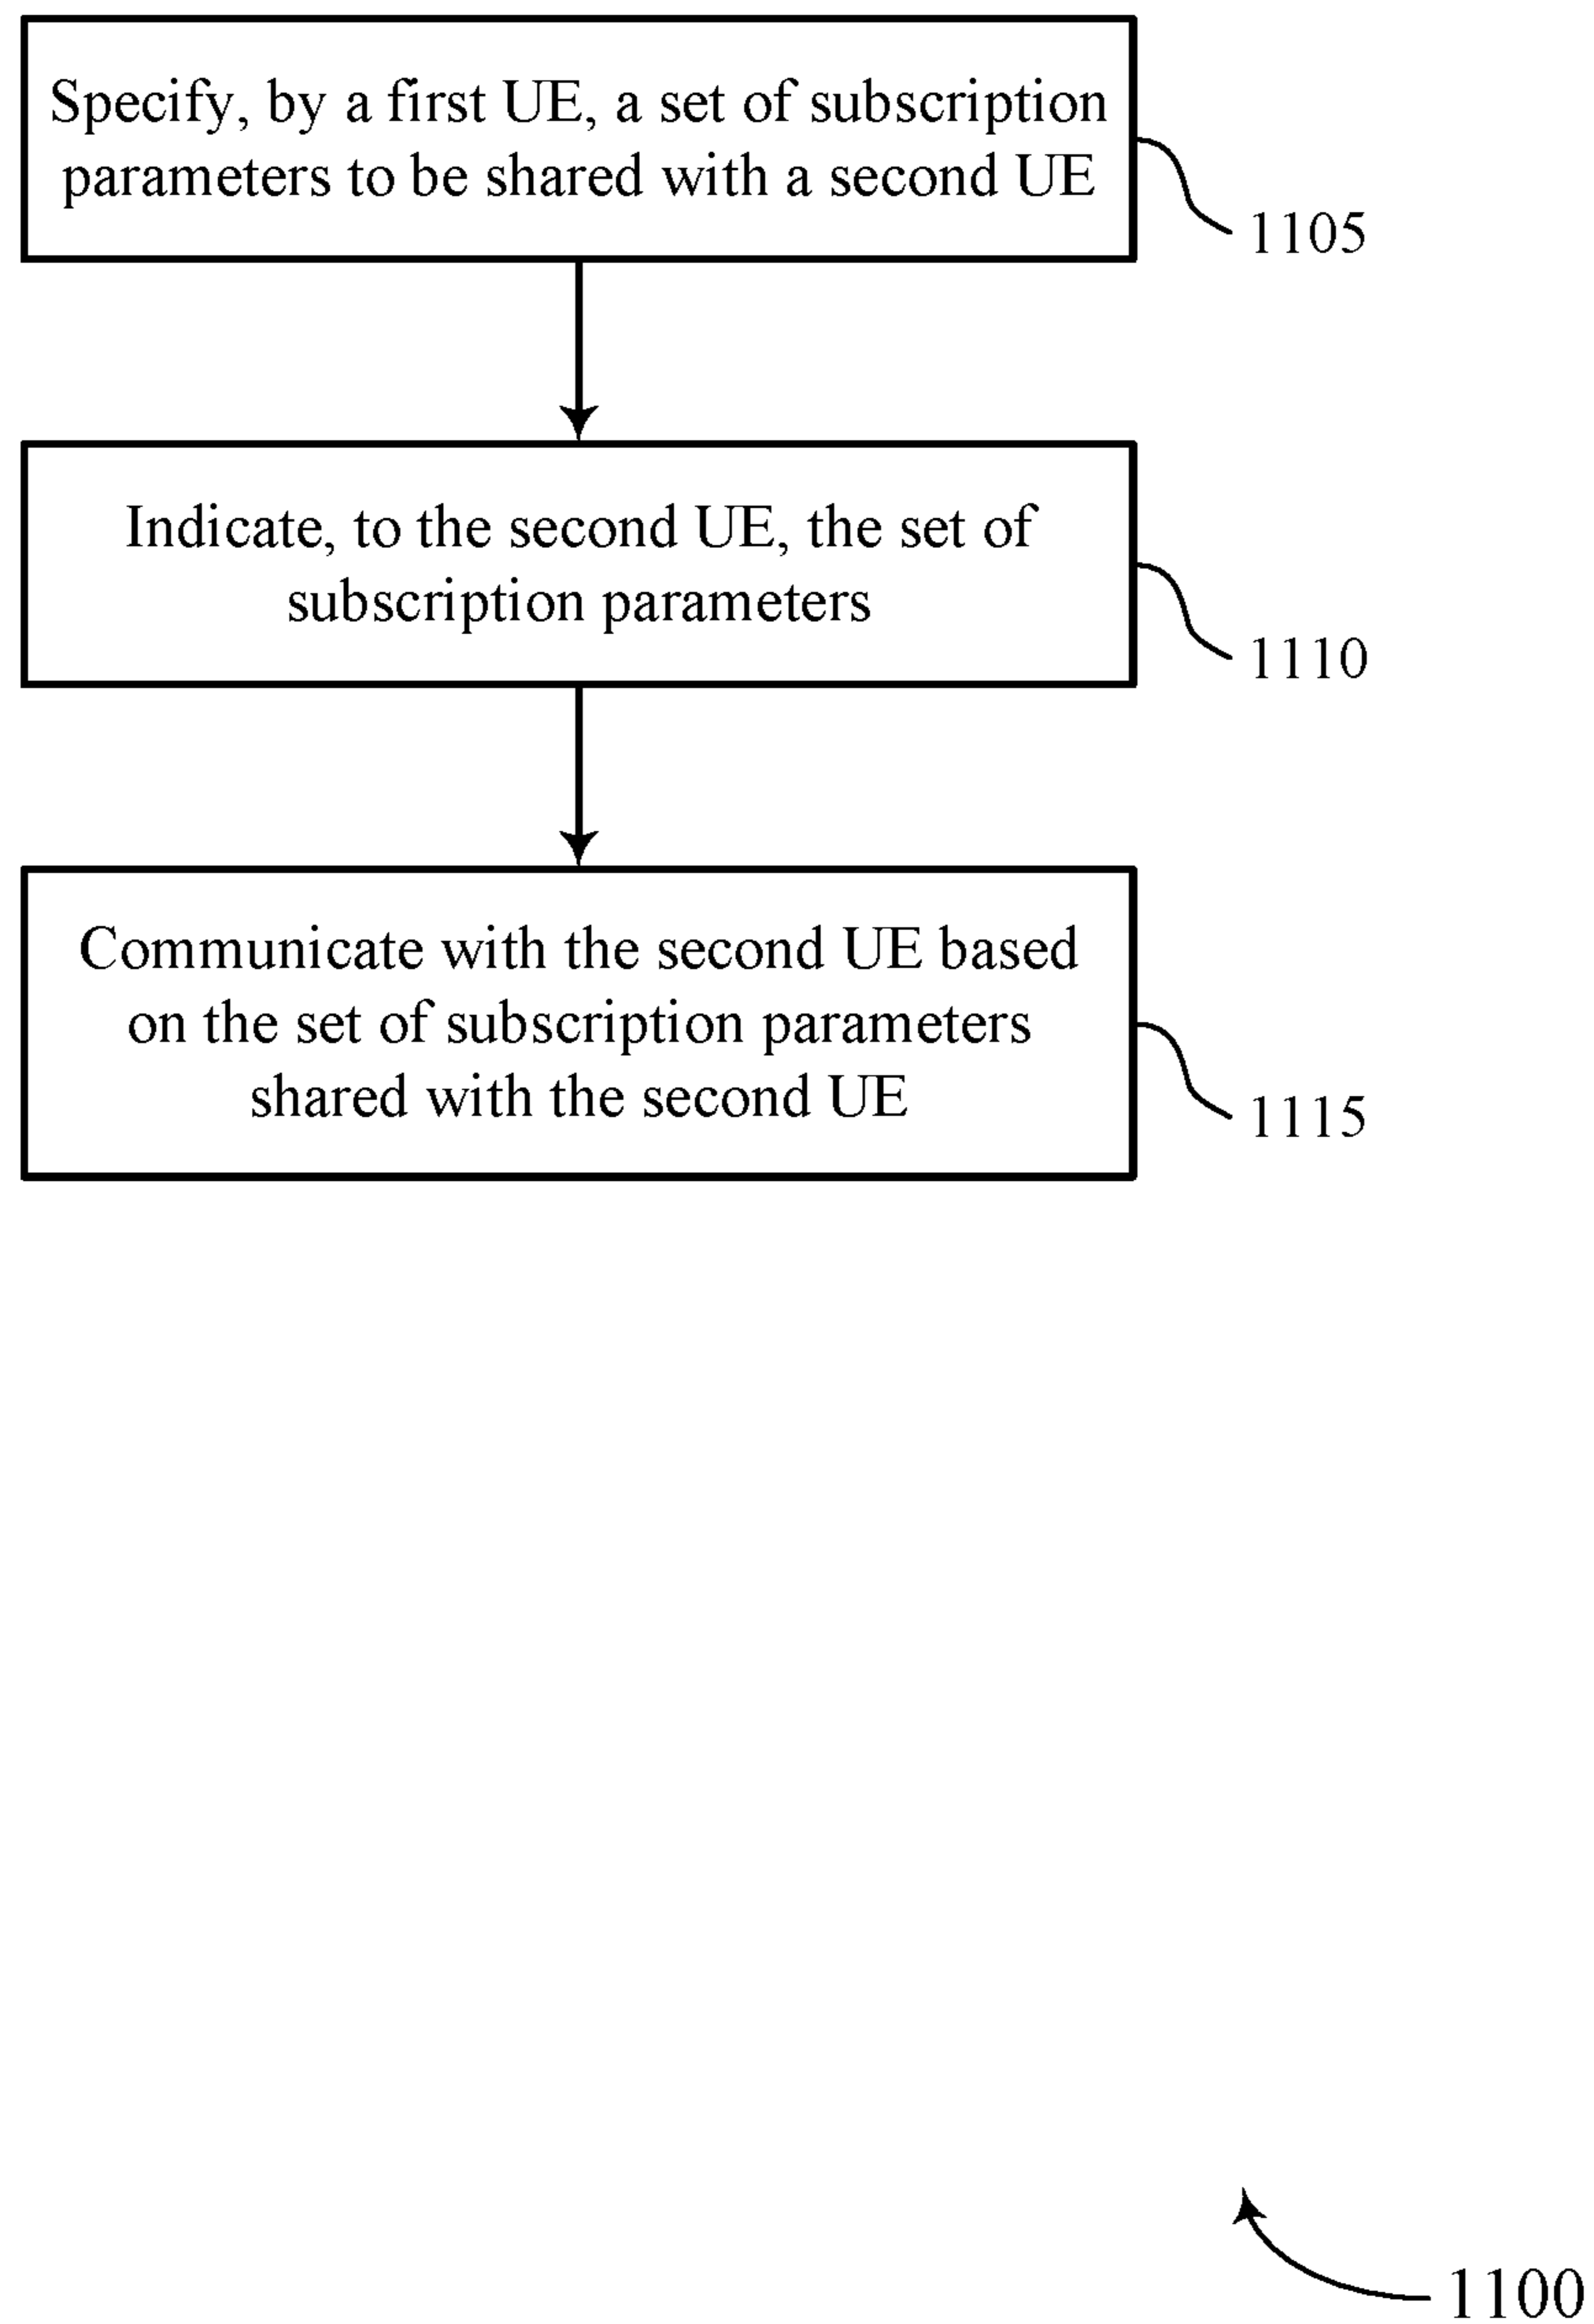 Specify, by a first UE, a set of subscription
parameters to be shared with a second UE
1105
Indicate, to the second UE, the set of
subscription parameters
1110
Communicate with the second UE based
on the set of subscription parameters
shared with the second UE
1115
1100